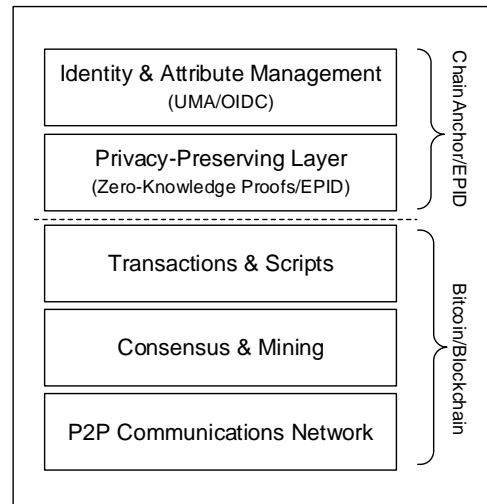 Identity & Attribute Management
(UMA/OIDC)
Privacy-Preserving Layer
(Zero-Knowledge Proofs/EPID)
ChainAnchor/EPID
Transactions & Scripts
Consensus & Mining
P2P Communications Network
Bitcoin/Blockchain